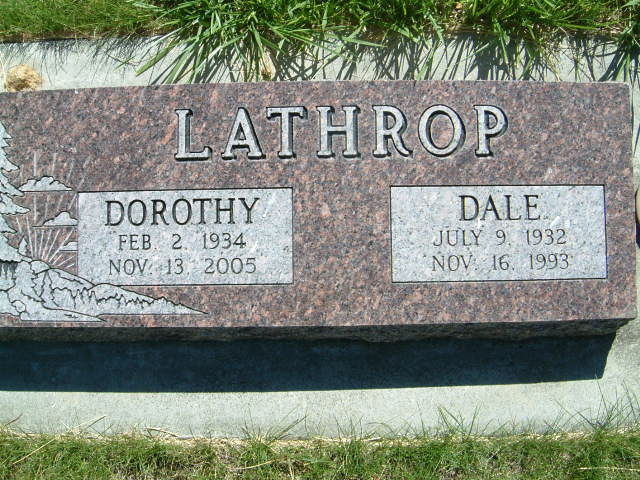 LATHROP
DOROTHY
FEB. 2, 1934
NOV. 13, 2005
DALE
JULY 9, 1932
NOV. 16, 1993